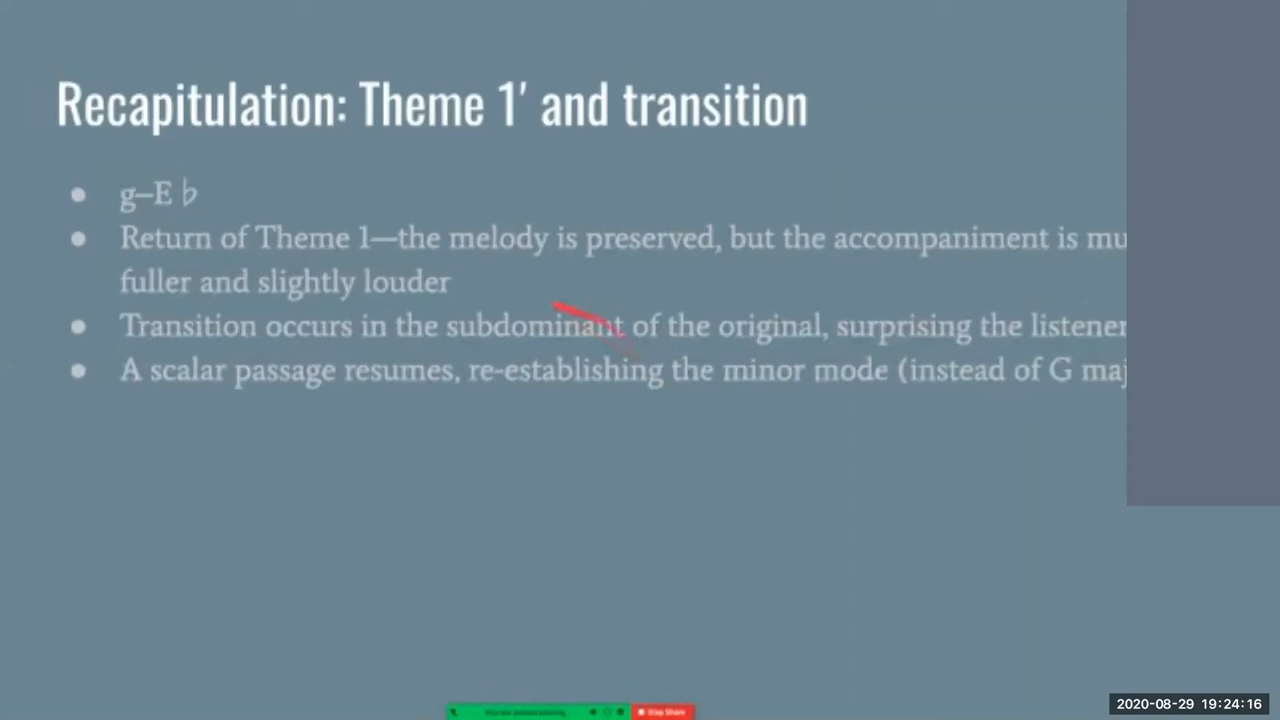 Recapitulation: Theme 1′ and transition
● g–E ♭
● Return of Theme 1—the melody is preserved, but the accompaniment is mu
fuller and slightly louder
● Transition occurs in the subdominant of the original, surprising the listener
● A scalar passage resumes, re-establishing the minor mode (instead of G maj
Stop Share
2020-08-29 19:24:16